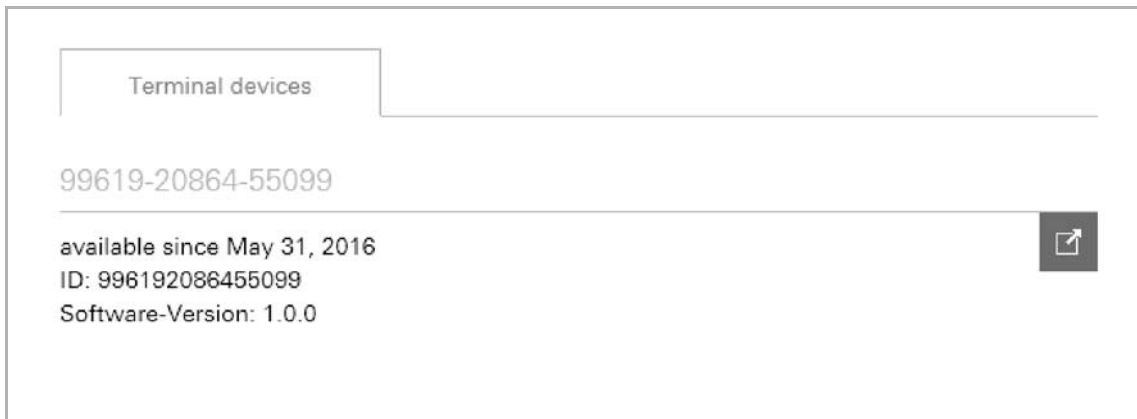 Terminal devices
99619-20864-55099
available since May 31, 2016
ID: 996192086455099
Software-Version: 1.0.0